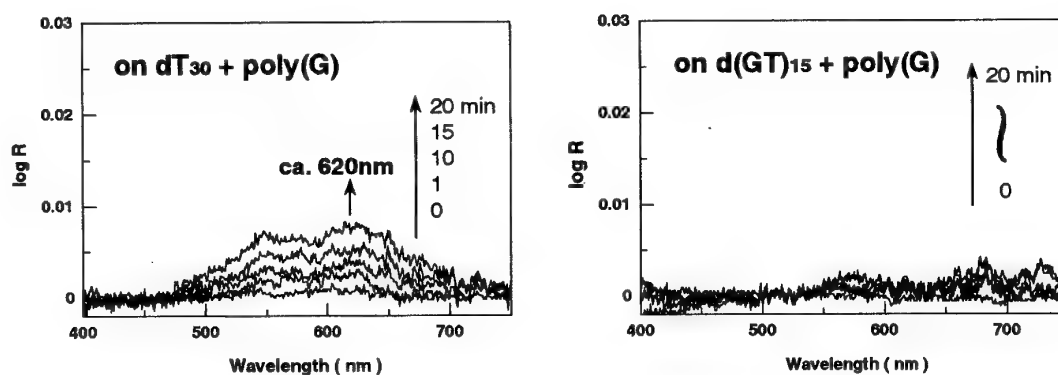 0.03
on dT30 + poly(G)
0.02
20 min
15
10
1
0
ca. 620nm
log R
0.01
0
400
500
600
700
Wavelength ( nm )
0.03
on d(GT)15 + poly(G)
20 min
0.02
0
log R
0.01
0
400
500
600
700
Wavelength ( nm )